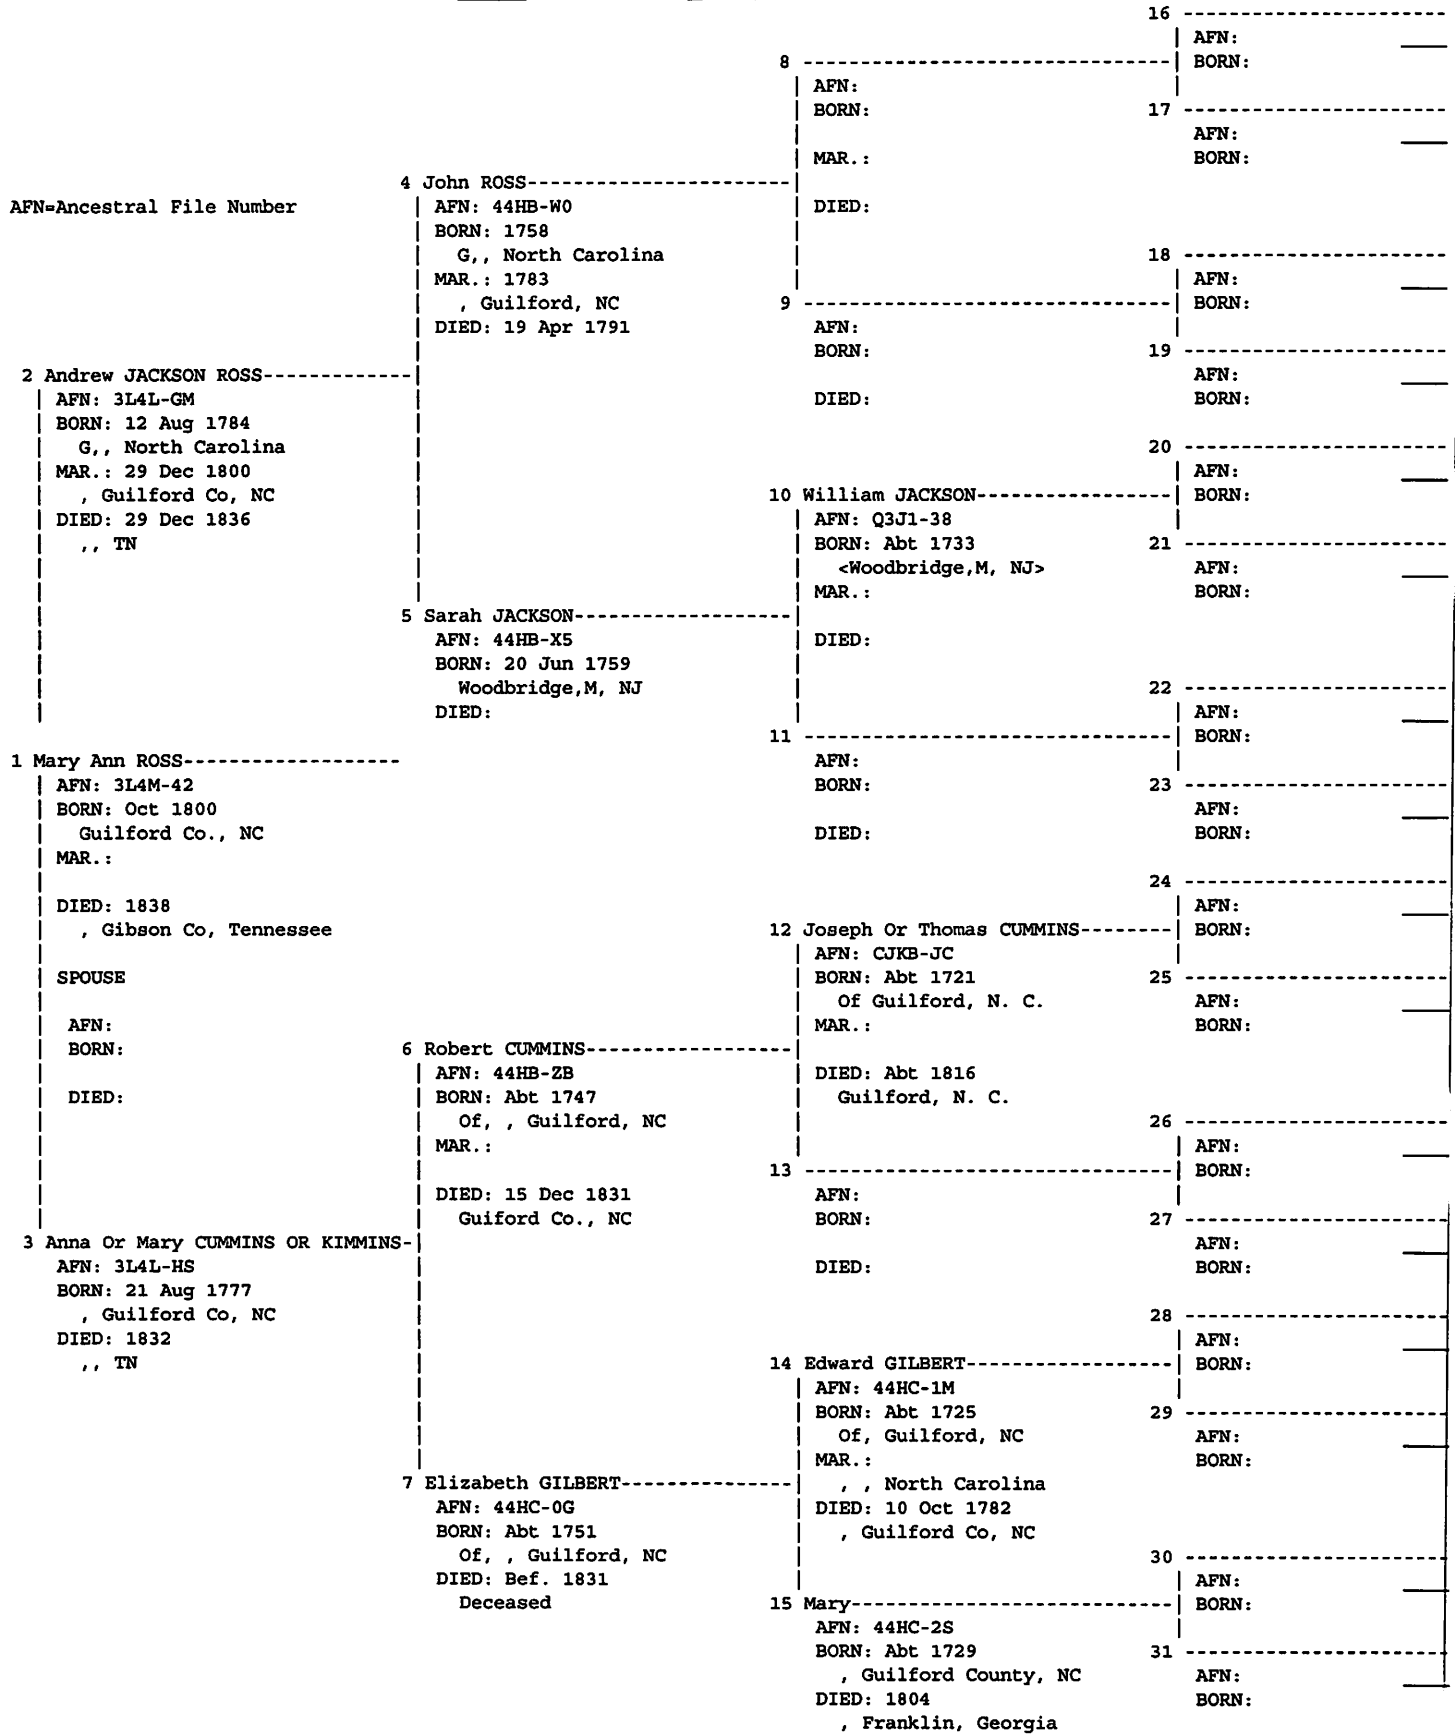 16
AFN:
8 BORN:
AFN:
BORN: 17
AFN:
MAR.: BORN:
4 John ROSS
AFN=Ancestral File Number AFN: 44HB-W0 DIED:
BORN: 1758
G,, North Carolina 18
MAR.: 1783 AFN:
, Guilford, NC 9 BORN:
DIED: 19 Apr 1791 AFN:
BORN: 19
2 Andrew JACKSON ROSS AFN:
AFN: 3L4L-GM DIED: BORN:
BORN: 12 Aug 1784
G,, North Carolina 20
MAR.: 29 Dec 1800 AFN:
, Guilford Co, NC 10 William JACKSON BORN:
DIED: 29 Dec 1836 AFN: Q3J1-38
,, TN BORN: Abt 1733 21
<Woodbridge,M, NJ> AFN:
MAR.: BORN:
5 Sarah JACKSON
AFN: 44HB-X5 DIED:
BORN: 20 Jun 1759
Woodbridge,M, NJ 22
DIED: AFN:
11 BORN:
1 Mary Ann ROSS AFN:
AFN: 3L4M-42 BORN: 23
BORN: Oct 1800 AFN:
Guilford Co., NC DIED: BORN:
MAR.:
24
DIED: 1838 AFN:
, Gibson Co, Tennessee 12 Joseph Or Thomas CUMMINS BORN:
AFN: CJKB-JC
SPOUSE BORN: Abt 1721 25
Of Guilford, N. C. AFN:
AFN: MAR.: BORN:
BORN: 6 Robert CUMMINS
AFN: 44HB-ZB DIED: Abt 1816
DIED: BORN: Abt 1747 Guilford, N. C.
Of, , Guilford, NC 26
MAR.: AFN:
13 BORN:
DIED: 15 Dec 1831 AFN:
Guiford Co., NC BORN: 27
3 Anna Or Mary CUMMINS OR KIMMINS AFN:
AFN: 3L4L-HS DIED: BORN:
BORN: 21 Aug 1777
, Guilford Co, NC 28
DIED: 1832 AFN:
,, TN 14 Edward GILBERT BORN:
AFN: 44HC-1M
BORN: Abt 1725 29
Of, Guilford, NC AFN:
MAR.: BORN:
7 Elizabeth GILBERT , , North Carolina
AFN: 44HC-0G DIED: 10 Oct 1782
BORN: Abt 1751 , Guilford Co, NC
Of, , Guilford, NC 30
DIED: Bef. 1831 AFN:
Deceased 15 Mary BORN:
AFN: 44HC-2S
BORN: Abt 1729 31
, Guilford County, NC AFN:
DIED: 1804 BORN:
, Franklin, Georgia